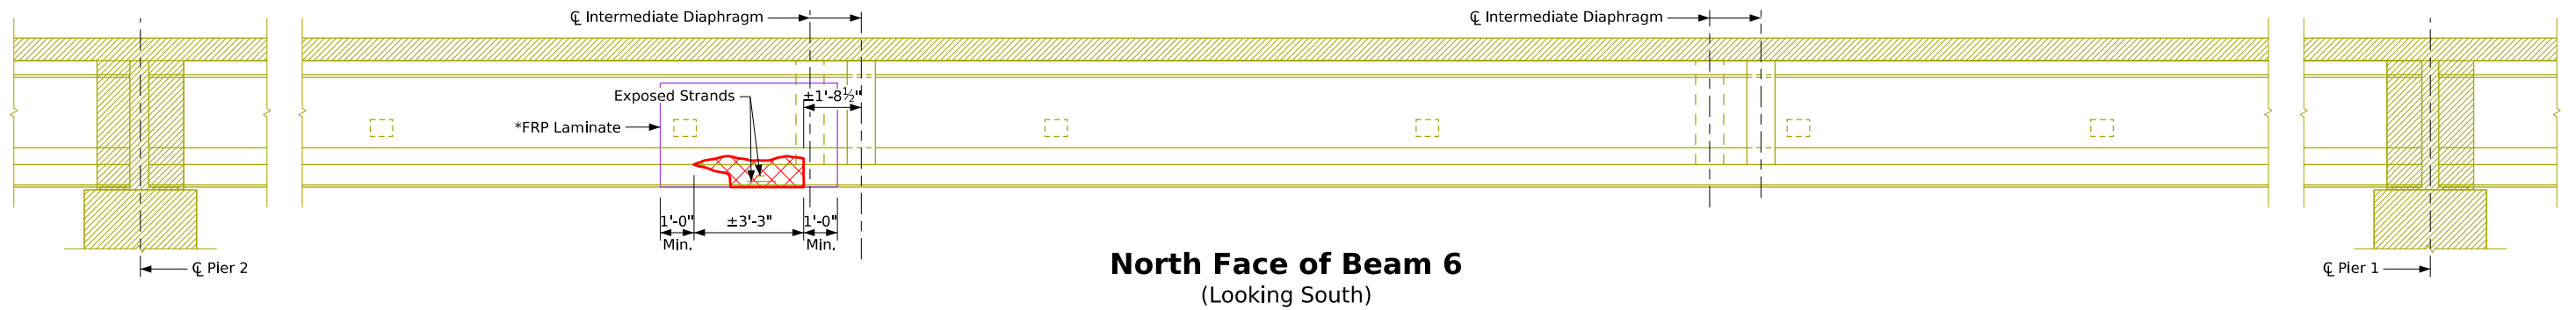 ℄ Intermediate Diaphragm
℄ Intermediate Diaphragm
Exposed Strands
±1'-8½"
*FRP Laminate
1'-0"
Min.
±3'-3"
1'-0"
Min.
℄ Pier 2
℄ Pier 1
North Face of Beam 6
(Looking South)